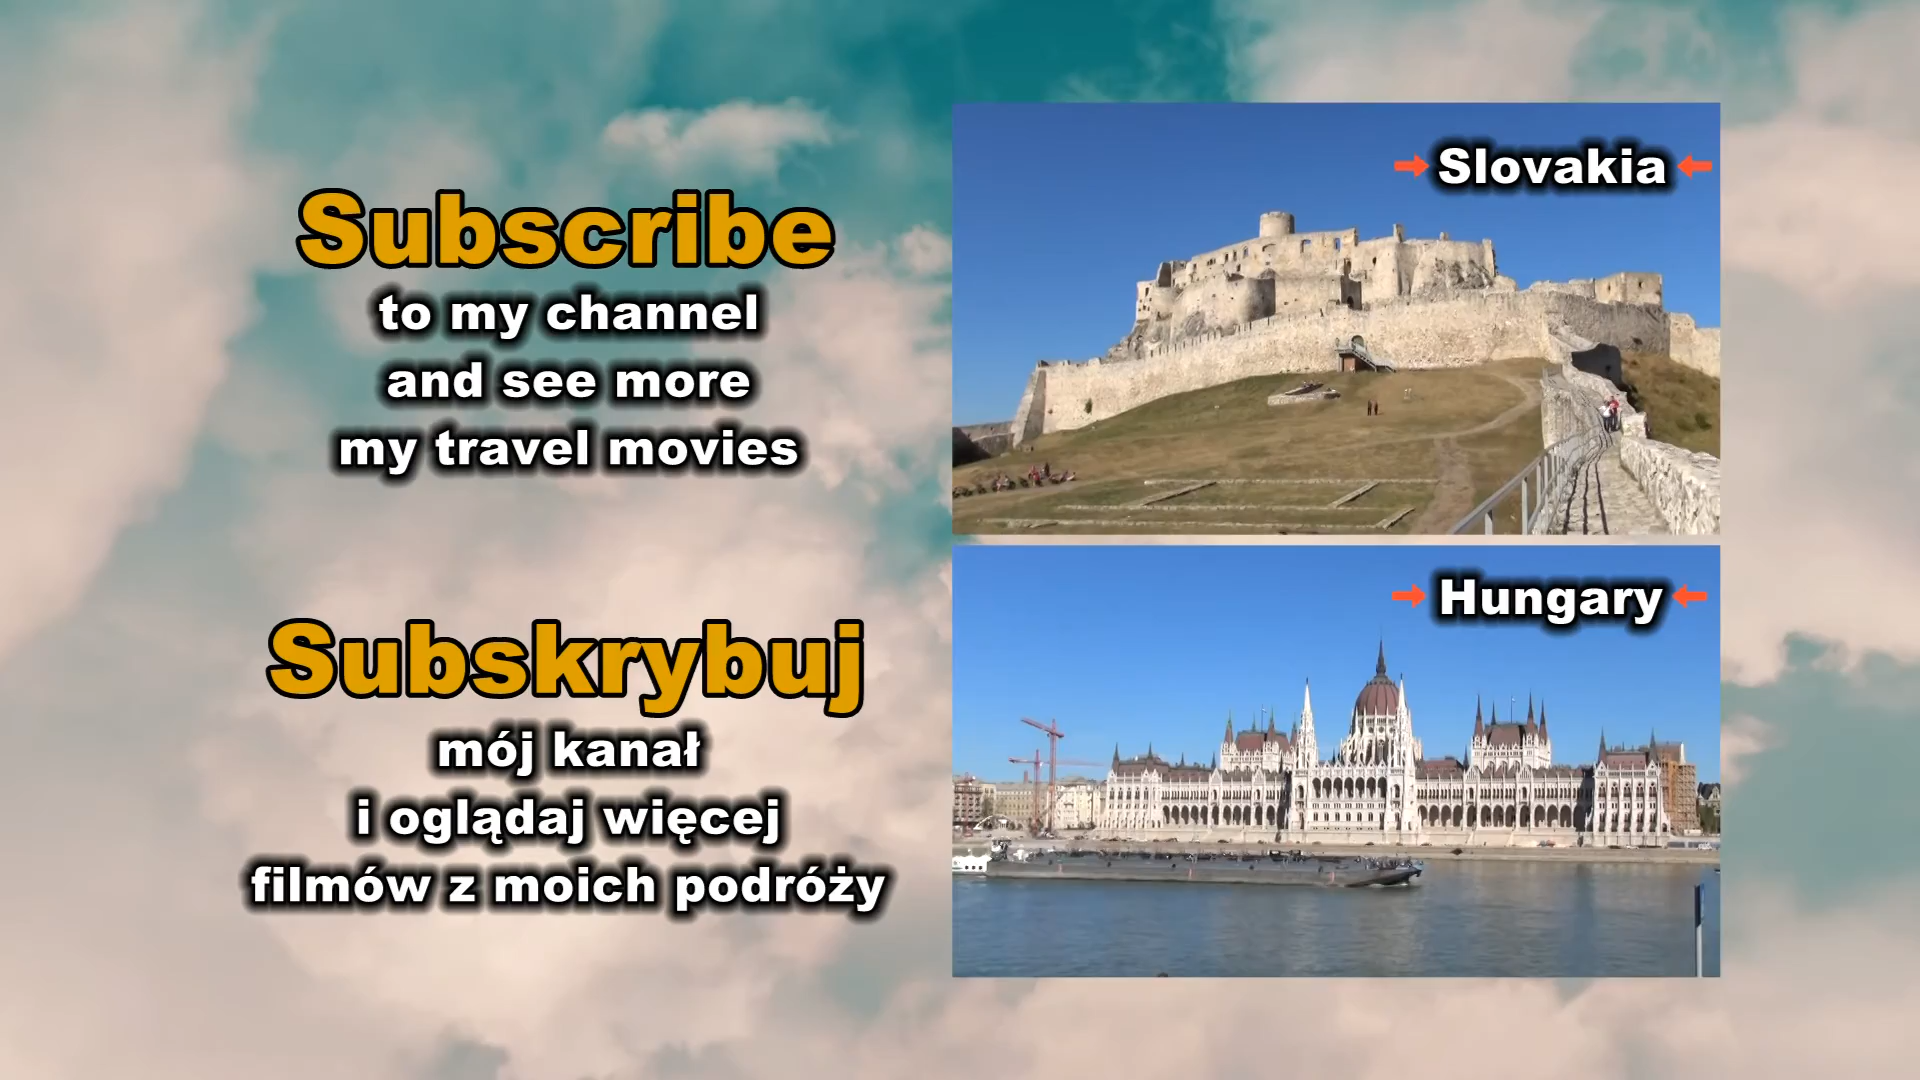 Subscribe
to my channel
and see more
my travel movies
Subskrybuj
mój kanał
i oglądaj więcej
filmów z moich podróży
Slovakia
Hungary